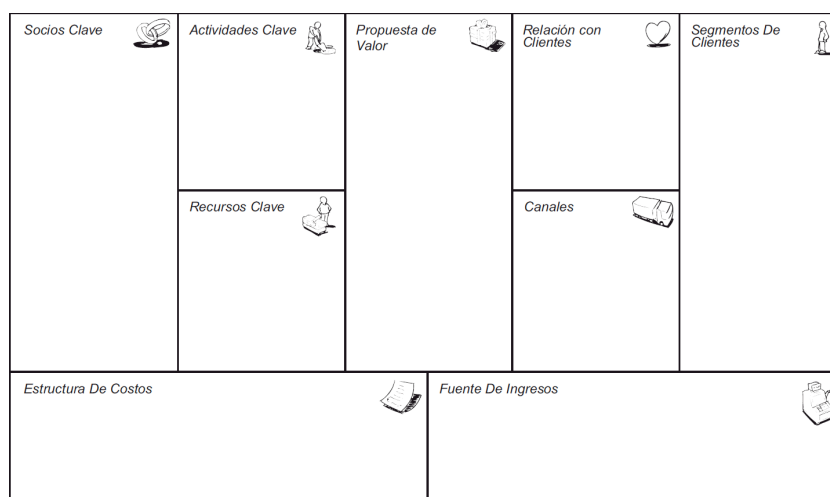 Socios Clave
Actividades Clave
Propuesta de
Valor
Relación con
Clientes
Segmentos De
Clientes
Recursos Clave
Canales
Estructura De Costos
Fuente De Ingresos